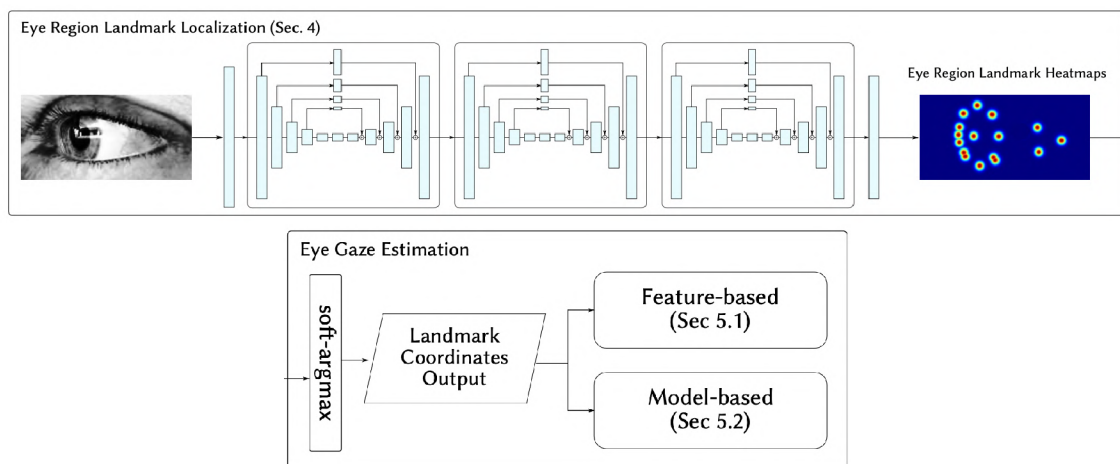 Eye Region Landmark Localization (Sec. 4)
Eye Region Landmark Heatmaps
Eye Gaze Estimation
soft-argmax
Landmark
Coordinates
Output
Feature-based
(Sec 5.1)
Model-based
(Sec 5.2)